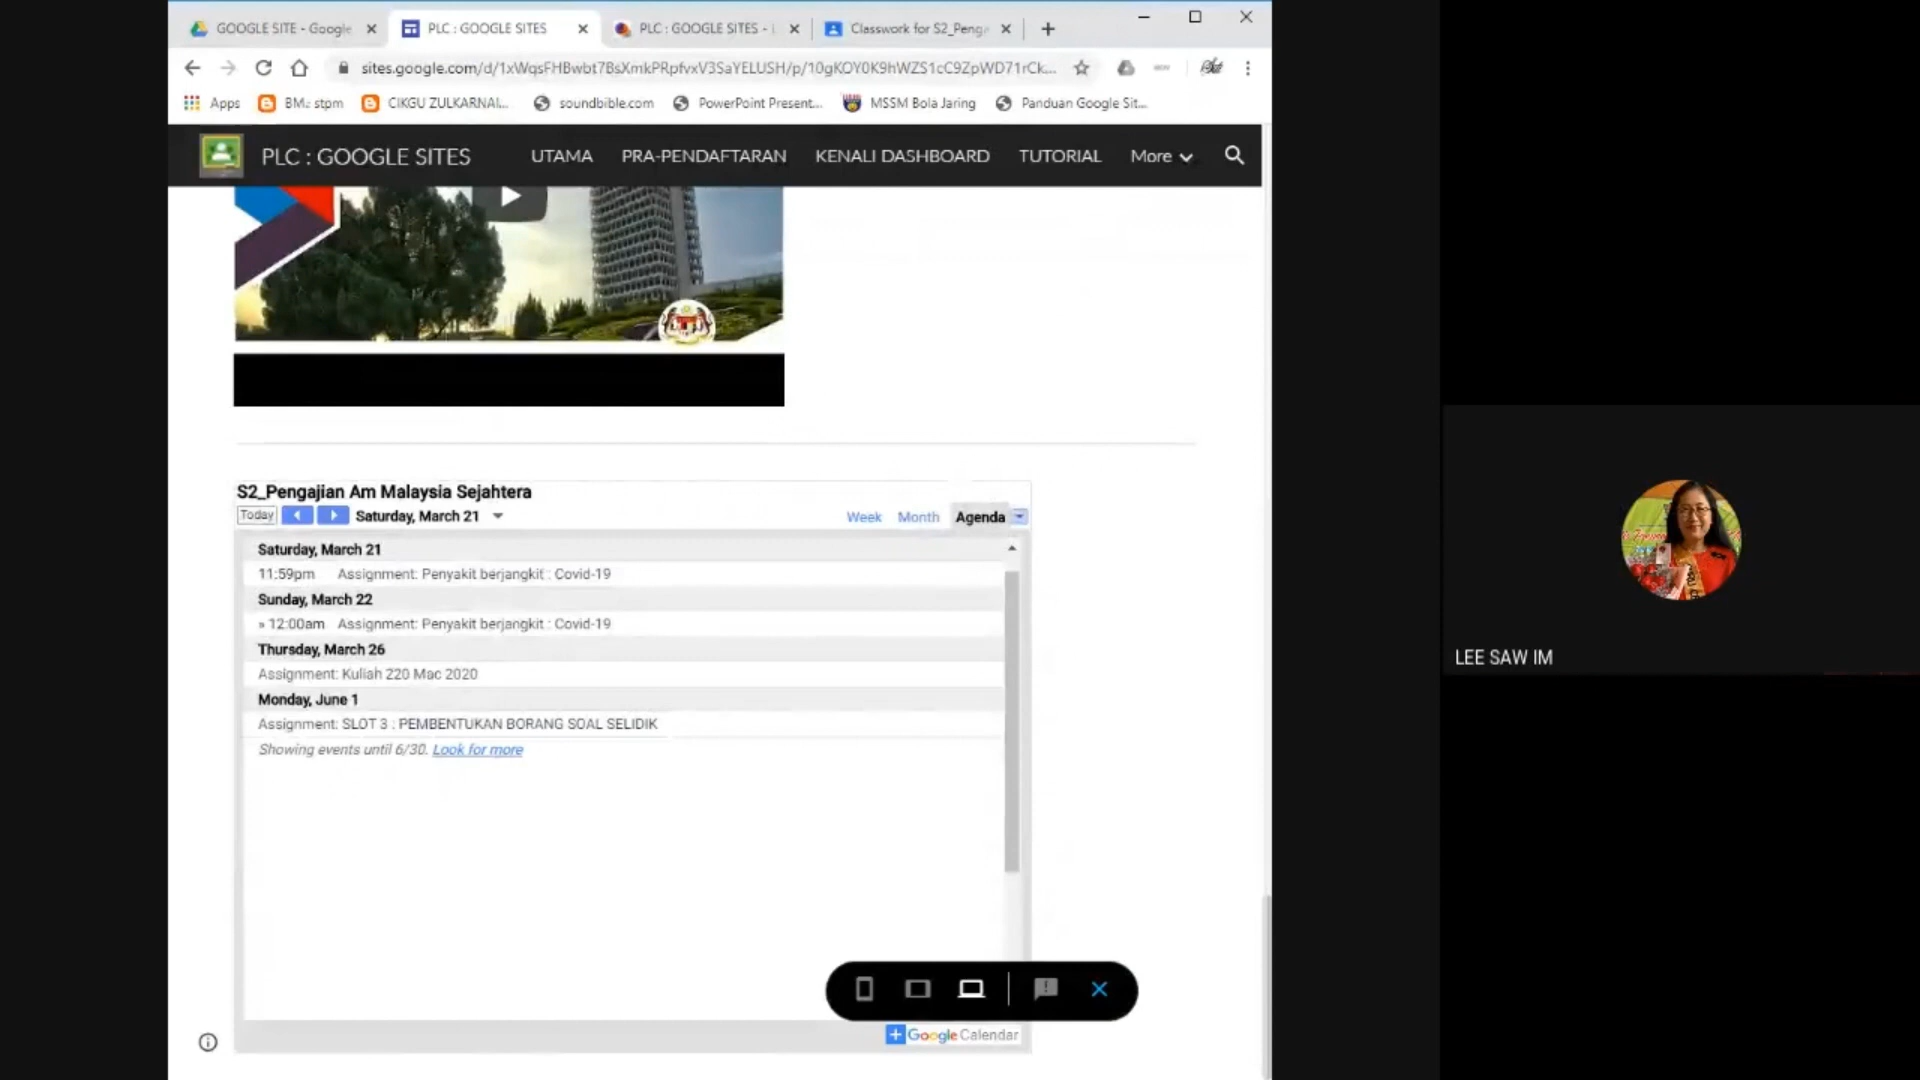 GOOGLE SITE - Google
PLC : GOOGLE SITES
PLC : GOOGLE SITES -
Classwork for S2_Penga
sites.google.com/d/1xWqsFHBwbt7BsXmkPRpfvxV3SaYELUSH/p/10gKOY0K9hWZS1cC9ZpWD71rCk...
Apps
BM: stpm
CIKGU ZULKARNAI...
soundbible.com
PowerPoint Present...
MSSM Bola Jaring
Panduan Google Sit...
PLC : GOOGLE SITES
UTAMA
PRA-PENDAFTARAN
KENALI DASHBOARD
TUTORIAL
More
S2_Pengajian Am Malaysia Sejahtera
Today
Saturday, March 21
Week
Month
Agenda
Saturday, March 21
11:59pm Assignment: Penyakit berjangkit : Covid-19
Sunday, March 22
» 12:00am Assignment: Penyakit berjangkit : Covid-19
Thursday, March 26
Assignment: Kuliah 220 Mac 2020
Monday, June 1
Assignment: SLOT 3 : PEMBENTUKAN BORANG SOAL SELIDIK
Showing events until 6/30. Look for more
Google Calendar
LEE SAW IM